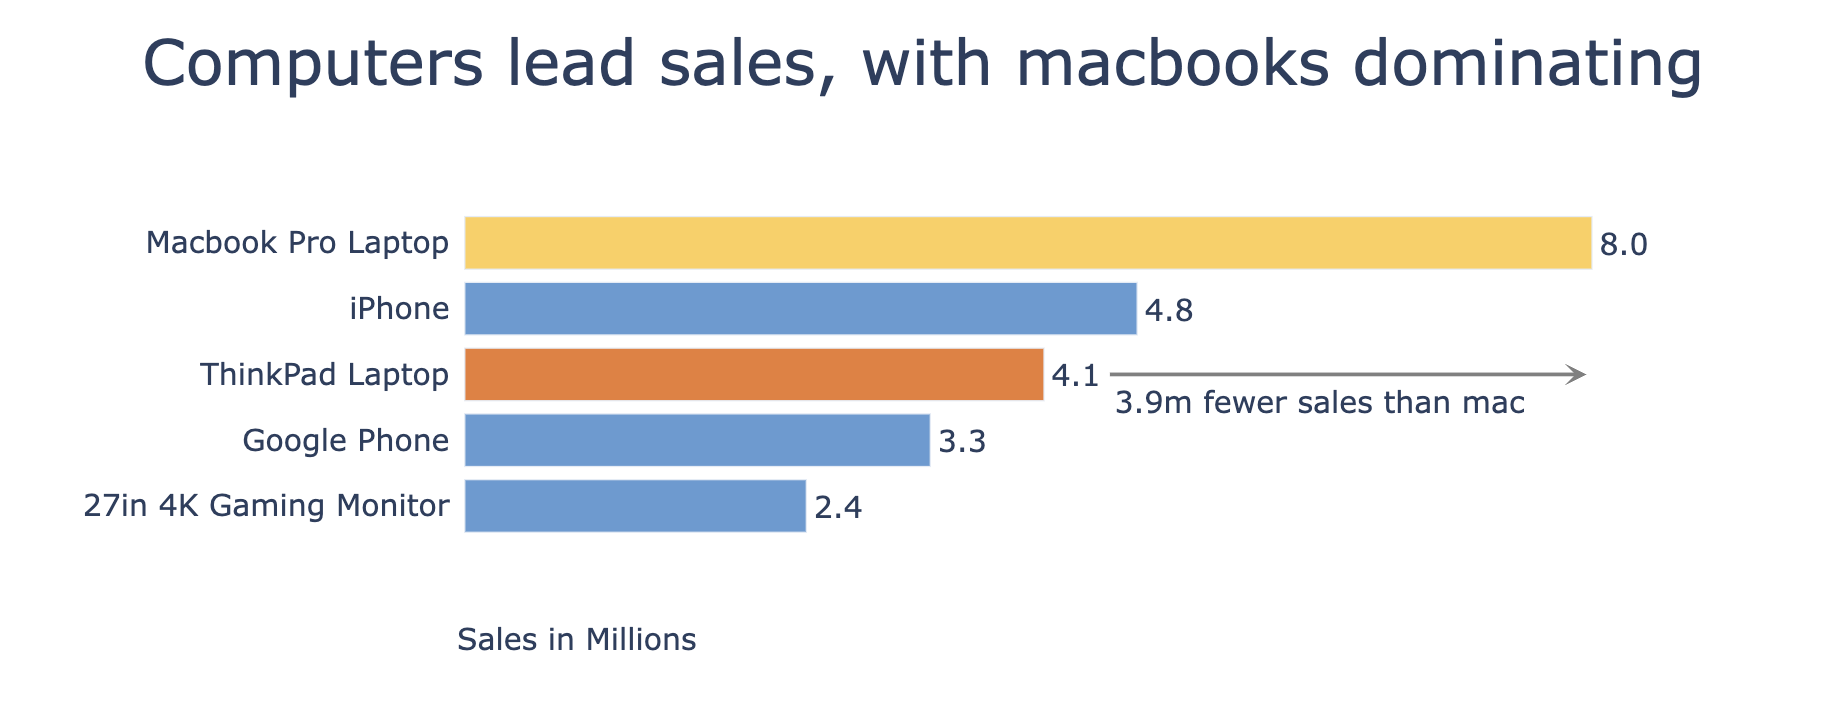 Computers lead sales, with macbooks dominating
Macbook Pro Laptop 8.0
iPhone 4.8
ThinkPad Laptop 4.1
3.9m fewer sales than mac
Google Phone 3.3
27in 4K Gaming Monitor 2.4
Sales in Millions